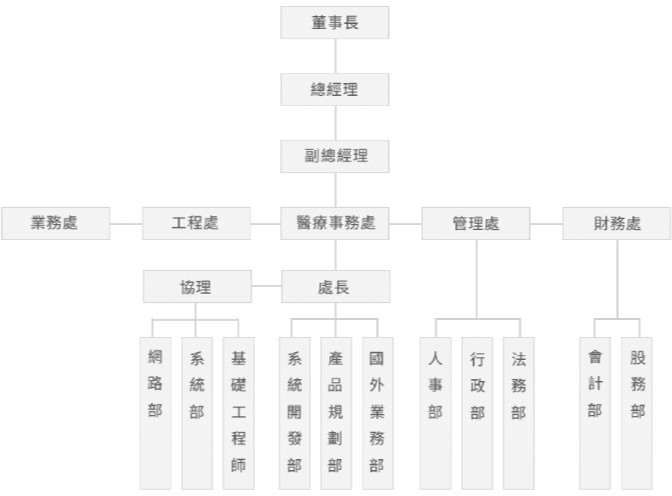 董事長
總經理
副總經理
業務處
工程處
醫療事務處
管理處
財務處
協理
處長
網路部
系統部
基礎工程師
系統開發部
產品規劃部
國外業務部
人事部
行政部
法務部
會計部
股務部